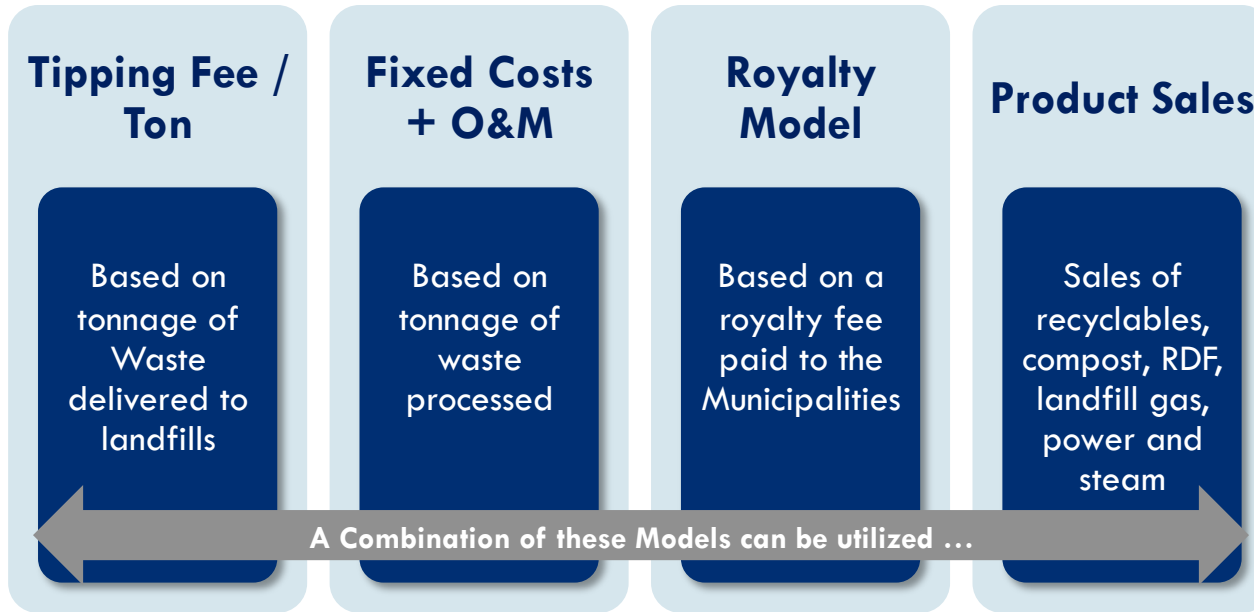 Tipping Fee /
Ton
Based on
tonnage of
Waste
delivered to
landfills
Fixed Costs
+ O&M
Based on
tonnage of
waste
processed
Royalty
Model
Based on a
royalty fee
paid to the
Municipalities
Product Sales
Sales of
recyclables,
compost, RDF,
landfill gas,
power and
steam
A Combination of these Models can be utilized ...